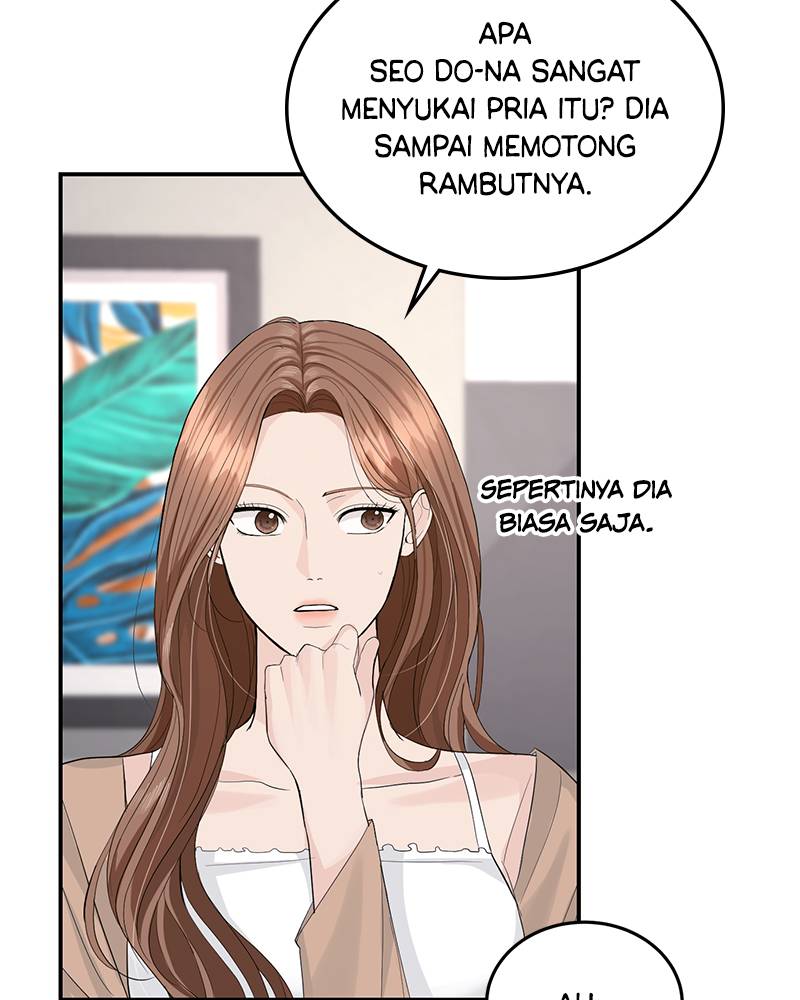 APA
SEO DO-NA SANGAT
MENYUKAI PRIA ITU? DIA
SAMPAI MEMOTONG
RAMBUTNYA.
SEPERTINYA DIA
BIASA SAJA.